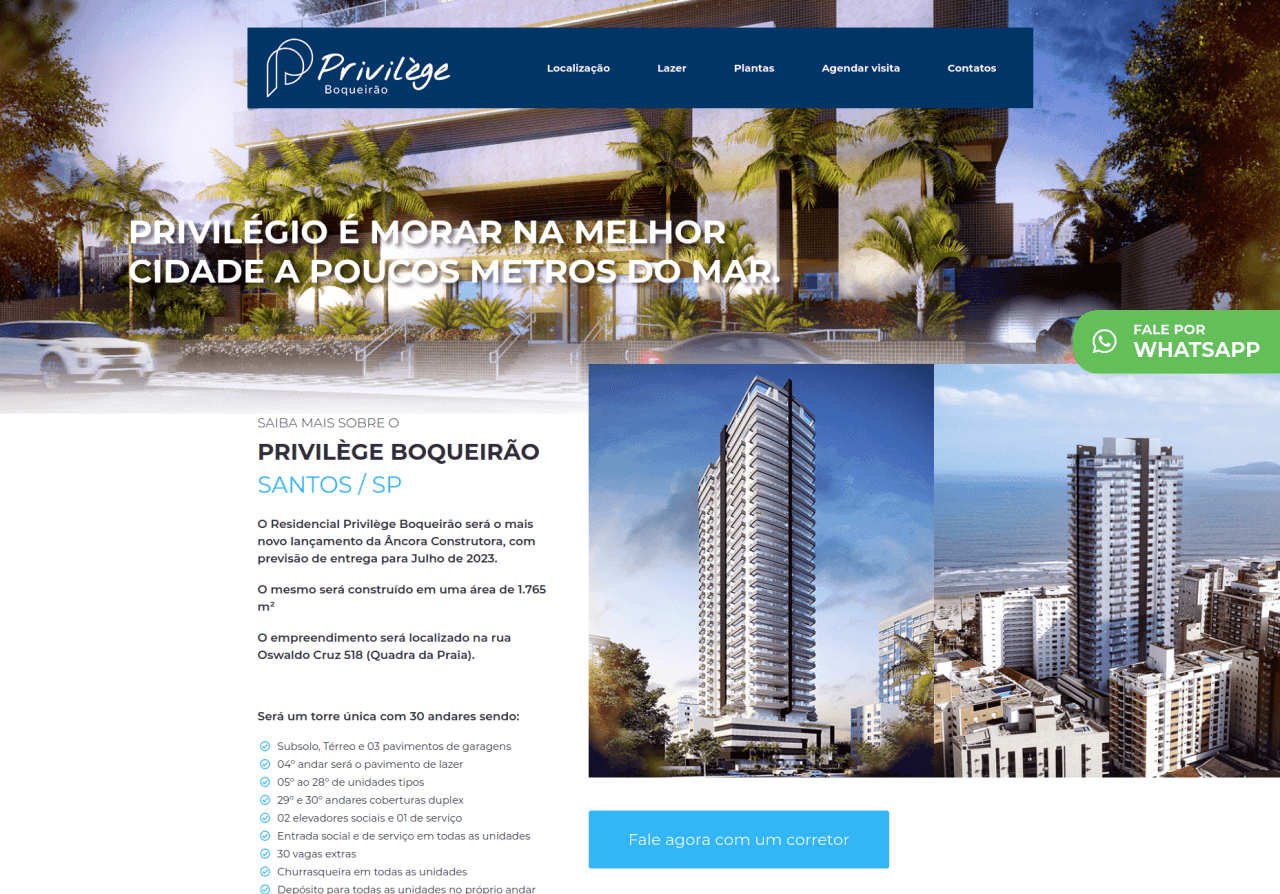 Privilège
Boqueirão
Localização
Lazer
Plantas
Agendar visita
Contatos
PRIVILÉGIO É MORAR NA MELHOR
CIDADE A POUCOS METROS DO MAR.
FALE POR
WHATSAPP
SAIBA MAIS SOBRE O
PRIVILÈGE BOQUEIRÃO
SANTOS / SP
O Residencial Privilège Boqueirão será o mais
novo lançamento da Âncora Construtora, com
previsão de entrega para Julho de 2023.
O mesmo será construído em uma área de 1.765
m²
O empreendimento será localizado na rua
Oswaldo Cruz 518 (Quadra da Praia).
Será um torre única com 30 andares sendo:
Subsolo, Térreo e 03 pavimentos de garagens
04º andar será o pavimento de lazer
05º ao 28º de unidades tipos
29º e 30º andares coberturas duplex
02 elevadores sociais e 01 de serviço
Entrada social e de serviço em todas as unidades
30 vagas extras
Churrasqueira em todas as unidades
Depósito para todas as unidades no próprio andar
Fale agora com um corretor